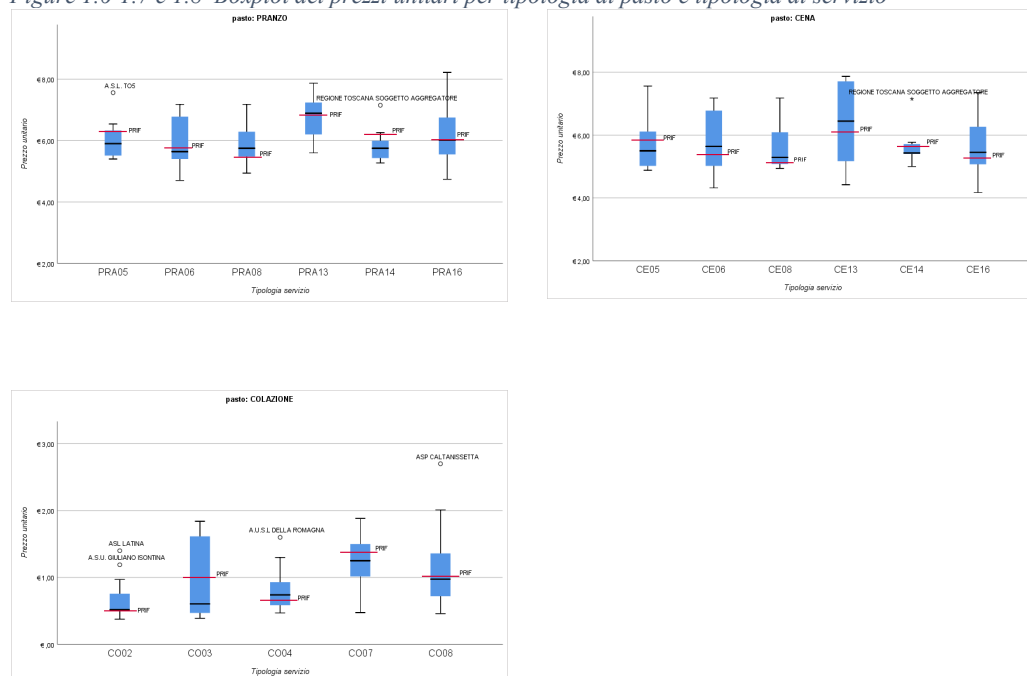 Figure 1.6-1.7 e 1.8 Boxplot dei prezzi unitari per tipologia di pasto e tipologia di servizio
pasto: PRANZO
€ 8,00
€ 6,00
€ 4,00
€ 2,00
Prezzo unitario
A.S.L. TO5
REGIONE TOSCANA SOGGETTO AGGREGATORE
PRIF
PRIF
PRIF
PRIF
PRIF
PRIF
PRA05 PRA06 PRA08 PRA13 PRA14 PRA16
Tipologia servizio
pasto: CENA
€ 8,00
€ 6,00
€ 4,00
€ 2,00
Prezzo unitario
REGIONE TOSCANA SOGGETTO AGGREGATORE
PRIF
PRIF
PRIF
PRIF
PRIF
PRIF
CE05 CE06 CE08 CE13 CE14 CE16
Tipologia servizio
pasto: COLAZIONE
€ 3,00
€ 2,00
€ 1,00
€ ,00
Prezzo unitario
ASP CALTANISSETTA
A.U.S.L DELLA ROMAGNA
ASL LATINA
A.S.U. GIULIANO ISONTINA
PRIF
PRIF
PRIF
PRIF
PRIF
CO02 CO03 CO04 CO07 CO08
Tipologia servizio